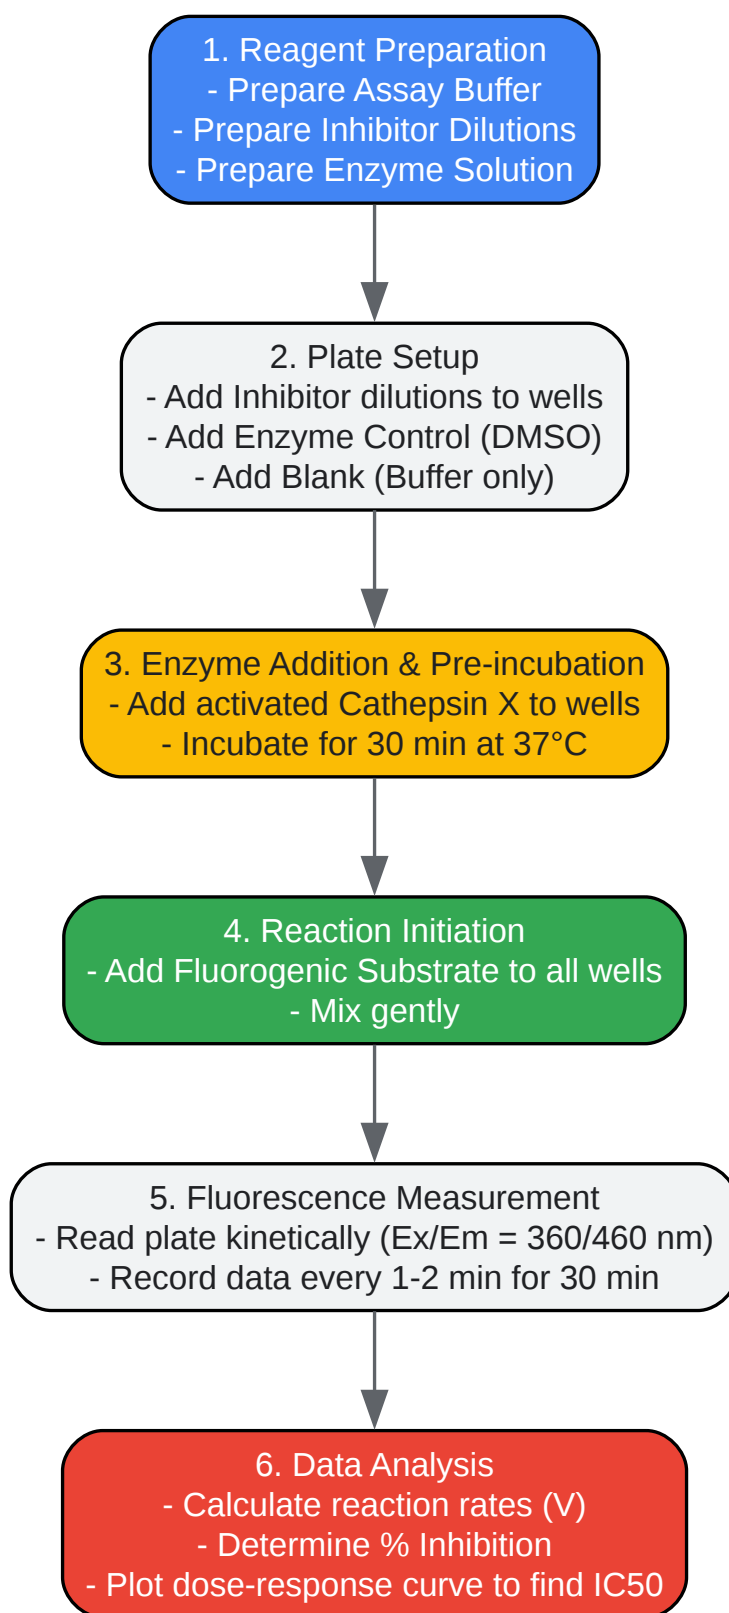 1. Reagent Preparation
- Prepare Assay Buffer
- Prepare Inhibitor Dilutions
- Prepare Enzyme Solution
2. Plate Setup
- Add Inhibitor dilutions to wells
- Add Enzyme Control (DMSO)
- Add Blank (Buffer only)
3. Enzyme Addition & Pre-incubation
- Add activated Cathepsin X to wells
- Incubate for 30 min at 37°C
4. Reaction Initiation
- Add Fluorogenic Substrate to all wells
- Mix gently
5. Fluorescence Measurement
- Read plate kinetically (Ex/Em = 360/460 nm)
- Record data every 1-2 min for 30 min
6. Data Analysis
- Calculate reaction rates (V)
- Determine % Inhibition
- Plot dose-response curve to find IC50